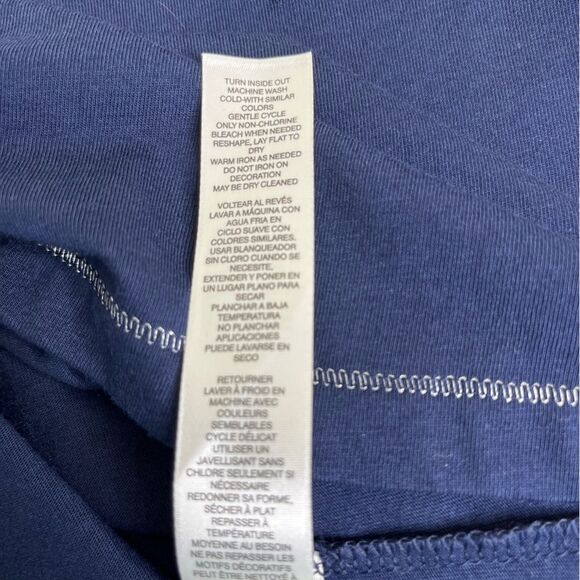 TURN INSIDE OUT
MACHINE WASH
COLD-WITH SIMILAR
COLORS
GENTLE CYCLE
ONLY NON-CHLORINE
BLEACH WHEN NEEDED
RESHAPE, LAY FLAT TO
DRY
WARM IRON AS NEEDED
DO NOT IRON ON
DECORATION
MAY BE DRY CLEANED
VOLTEAR AL REVÉS
LAVAR A MÁQUINA CON
AGUA FRIA EN
CICLO SUAVE CON
COLORES SIMILARES.
USAR BLANQUEADOR
SIN CLORO CUANDO SE
NECESITE,
EXTENDER Y PONER EN
UN LUGAR PLANO PARA
SECAR
PLANCHAR A BAJA
TEMPERATURA
NO PLANCHAR
APLICACIONES
PUEDE LAVARSE EN
SECO
RETOURNER
LAVER À FROID EN
MACHINE AVEC
COULEURS
SEMBLABLES
CYCLE DÉLICAT
UTILISER UN
JAVELLISANT SANS
CHLORE SEULEMENT SI
NÉCESSAIRE
REDONNER SA FORME,
SÉCHER À PLAT
REPASSER À
TEMPÉRATURE
MOYENNE AU BESOIN
NE PAS REPASSER LES
MOTIFS DÉCORATIFS
PEUT ÊTRE NETTOYÉ À